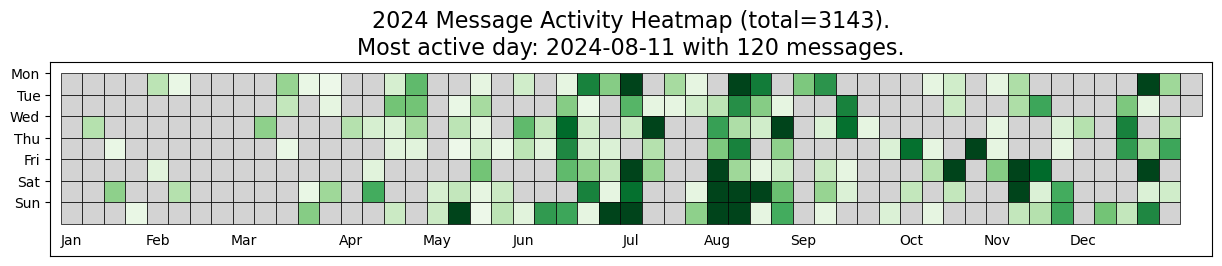 2024 Message Activity Heatmap (total=3143).
Most active day: 2024-08-11 with 120 messages.
Mon
Tue
Wed
Thu
Fri
Sat
Sun
Jan Feb Mar Apr May Jun Jul Aug Sep Oct Nov Dec